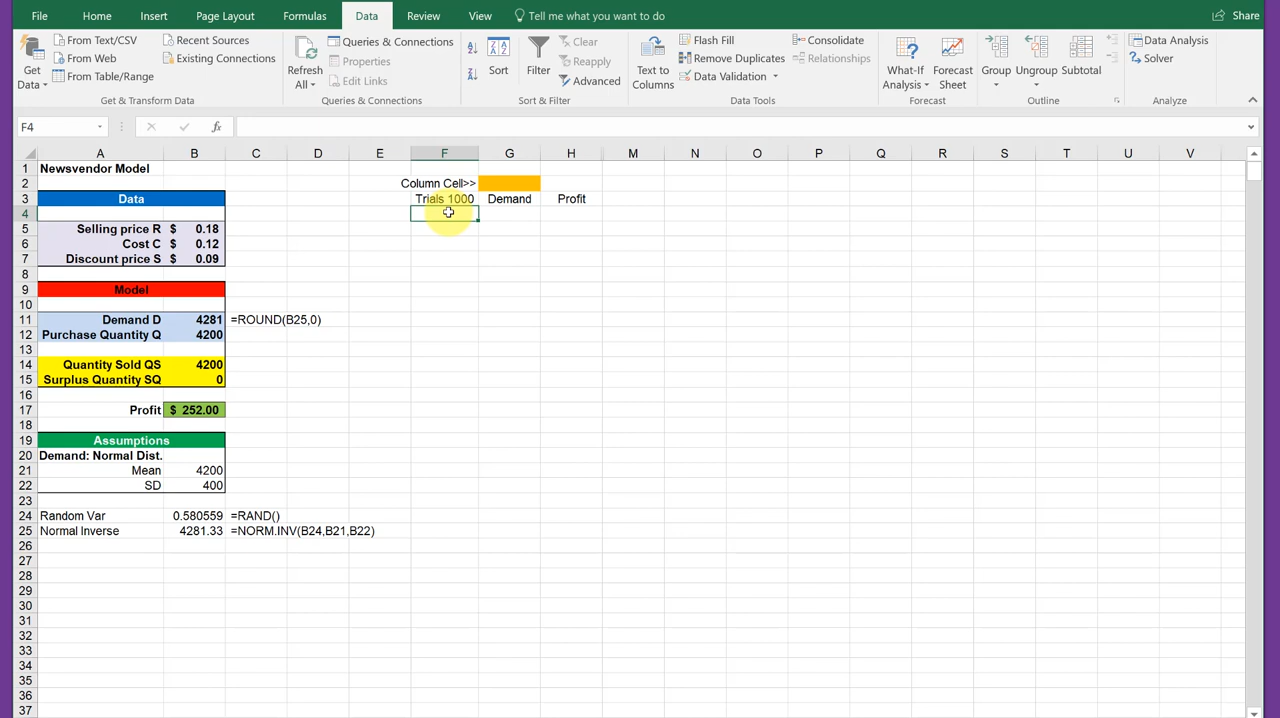 File Home Insert Page Layout Formulas Data Review View Tell me what you want to do Share
Get Data
From Text/CSV
From Web
From Table/Range
Recent Sources
Existing Connections
Get & Transform Data
Refresh All
Queries & Connections
Properties
Edit Links
Queries & Connections
Sort
Filter
Clear
Reapply
Advanced
Sort & Filter
Text to Columns
Flash Fill
Remove Duplicates
Data Validation
Consolidate
Relationships
Data Tools
What-If Analysis
Forecast Sheet
Forecast
Group
Ungroup
Subtotal
Outline
Data Analysis
Solver
Analyze
F4 fx
A B C D E F G H M N O P Q R S T U V
1 Newsvendor Model
2 Column Cell>>
3 Data Trials 1000 Demand Profit
4
5 Selling price R $ 0.18
6 Cost C $ 0.12
7 Discount price S $ 0.09
8
9 Model
10
11 Demand D 4281 =ROUND(B25,0)
12 Purchase Quantity Q 4200
13
14 Quantity Sold QS 4200
15 Surplus Quantity SQ 0
16
17 Profit $ 252.00
18
19 Assumptions
20 Demand: Normal Dist.
21 Mean 4200
22 SD 400
23
24 Random Var 0.580559 =RAND()
25 Normal Inverse 4281.33 =NORM.INV(B24,B21,B22)
26
27
28
29
30
31
32
33
34
35
36
37